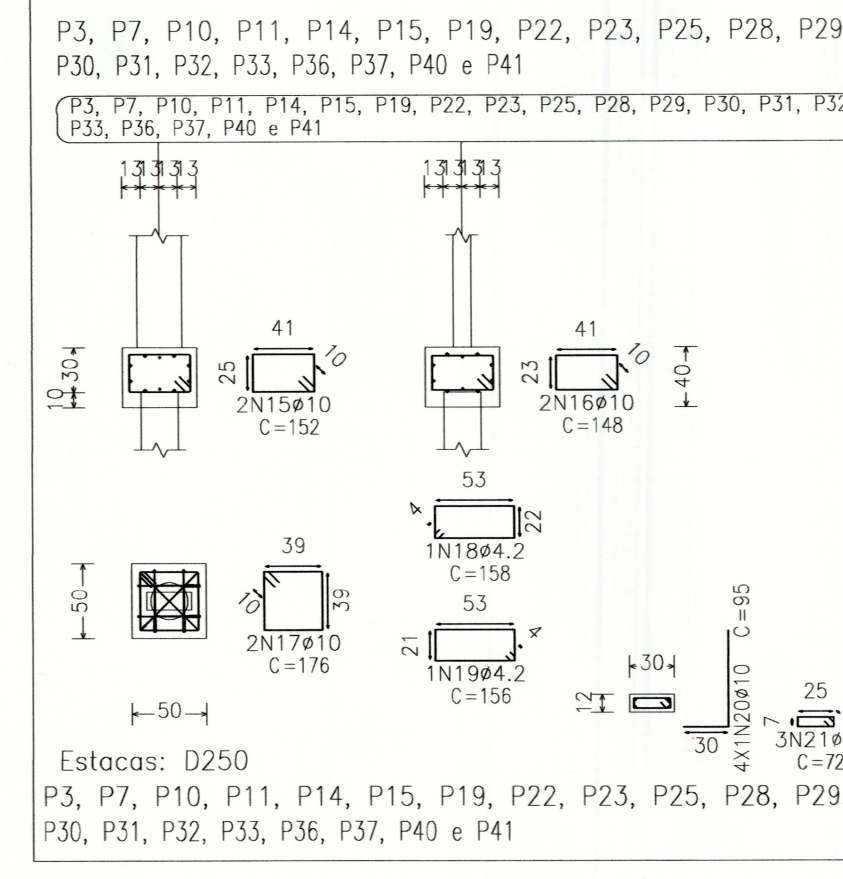 P3, P7, P10, P11, P14, P15, P19, P22, P23, P25, P28, P29
P30, P31, P32, P33, P36, P37, P40 e P41
P3, P7, P10, P11, P14, P15, P19, P22, P23, P25, P28, P29, P30, P31, P32
P33, P36, P37, P40 e P41
13 13 13 13
13 13 13 13
10
30
41
25
10
2N15ø10
C=152
41
23
10
2N16ø10
C=148
40
53
4
22
1N18ø4.2
C=158
50
50
39
39
10
2N17ø10
C=176
53
21
4
1N19ø4.2
C=156
30
12
30
4X1N20ø10 C=95
25
7
3N21ø
C=72
Estacas: D250
P3, P7, P10, P11, P14, P15, P19, P22, P23, P25, P28, P29
P30, P31, P32, P33, P36, P37, P40 e P41